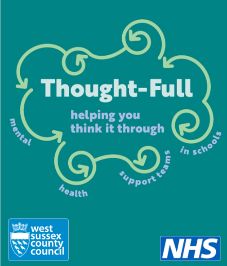 Thought-Full
helping you
think it through
mental
health
support teams
in schools
west
sussex
county
council
NHS